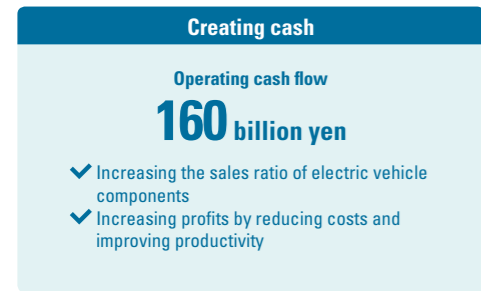 Creating cash
Operating cash flow
160 billion yen
Increasing the sales ratio of electric vehicle
components
Increasing profits by reducing costs and
improving productivity